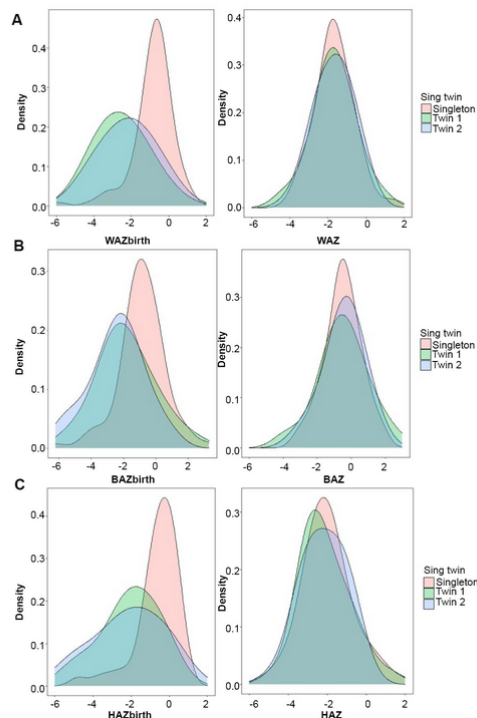 A
Density
0.4
0.3
0.2
0.1
0.0
-6 -4 -2 0 2
WAZbirth
Density
0.4
0.3
0.2
0.1
0.0
-6 -4 -2 0 2
WAZ
Sing twin
Singleton
Twin 1
Twin 2
B
Density
0.3
0.2
0.1
0.0
-6 -4 -2 0 2
BAZbirth
Density
0.3
0.2
0.1
0.0
-6 -4 -2 0 2
BAZ
Sing twin
Singleton
Twin 1
Twin 2
C
Density
0.4
0.3
0.2
0.1
0.0
-6 -4 -2 0 2
HAZbirth
Density
0.3
0.2
0.1
0.0
-6 -4 -2 0 2
HAZ
Sing twin
Singleton
Twin 1
Twin 2